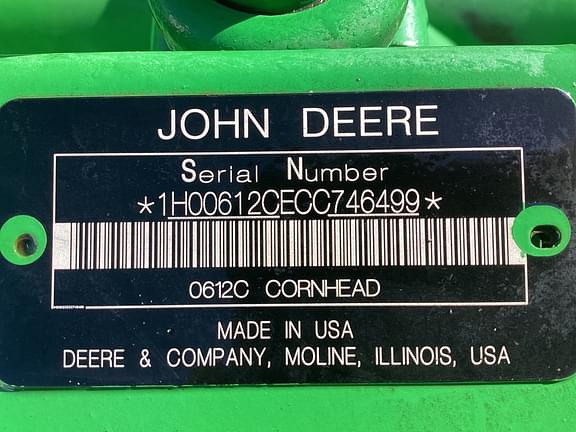 JOHN DEERE
Serial Number
*1H00612CECC746499*
0612C CORNHEAD
MADE IN USA
DEERE & COMPANY, MOLINE, ILLINOIS, USA